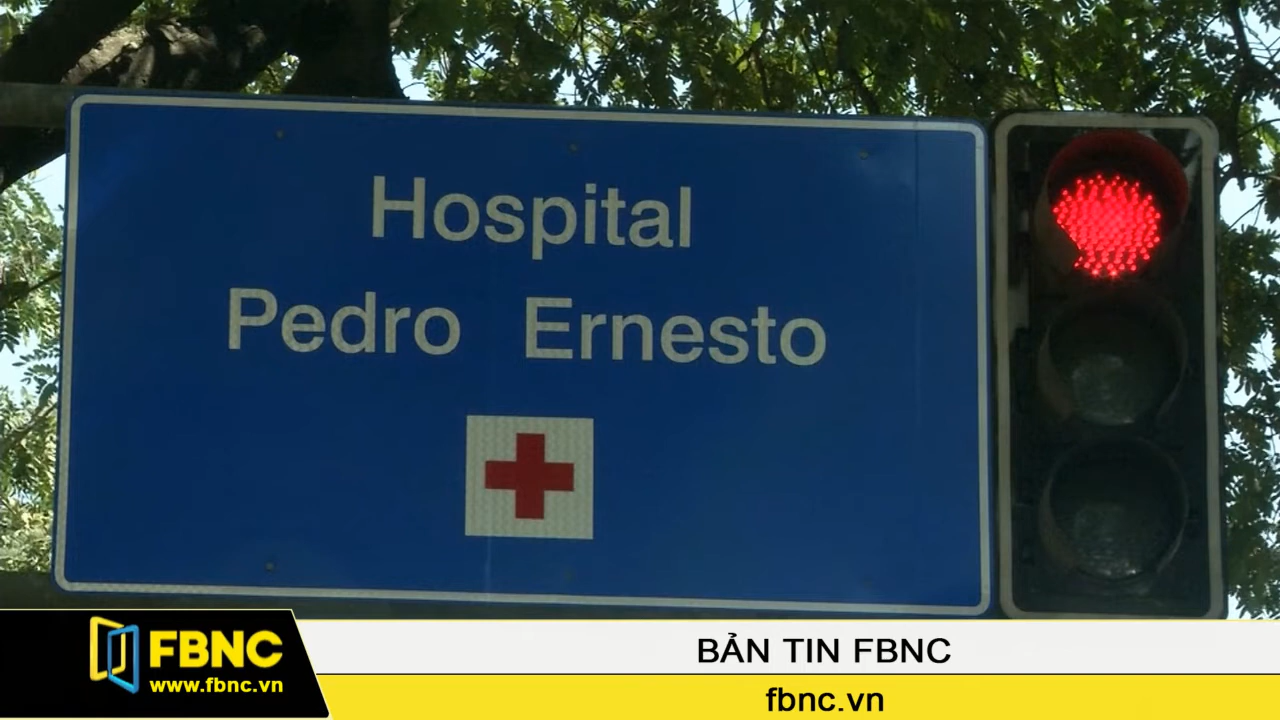 Hospital
Pedro Ernesto
FBNC
www.fbnc.vn
BẢN TIN FBNC
fbnc.vn